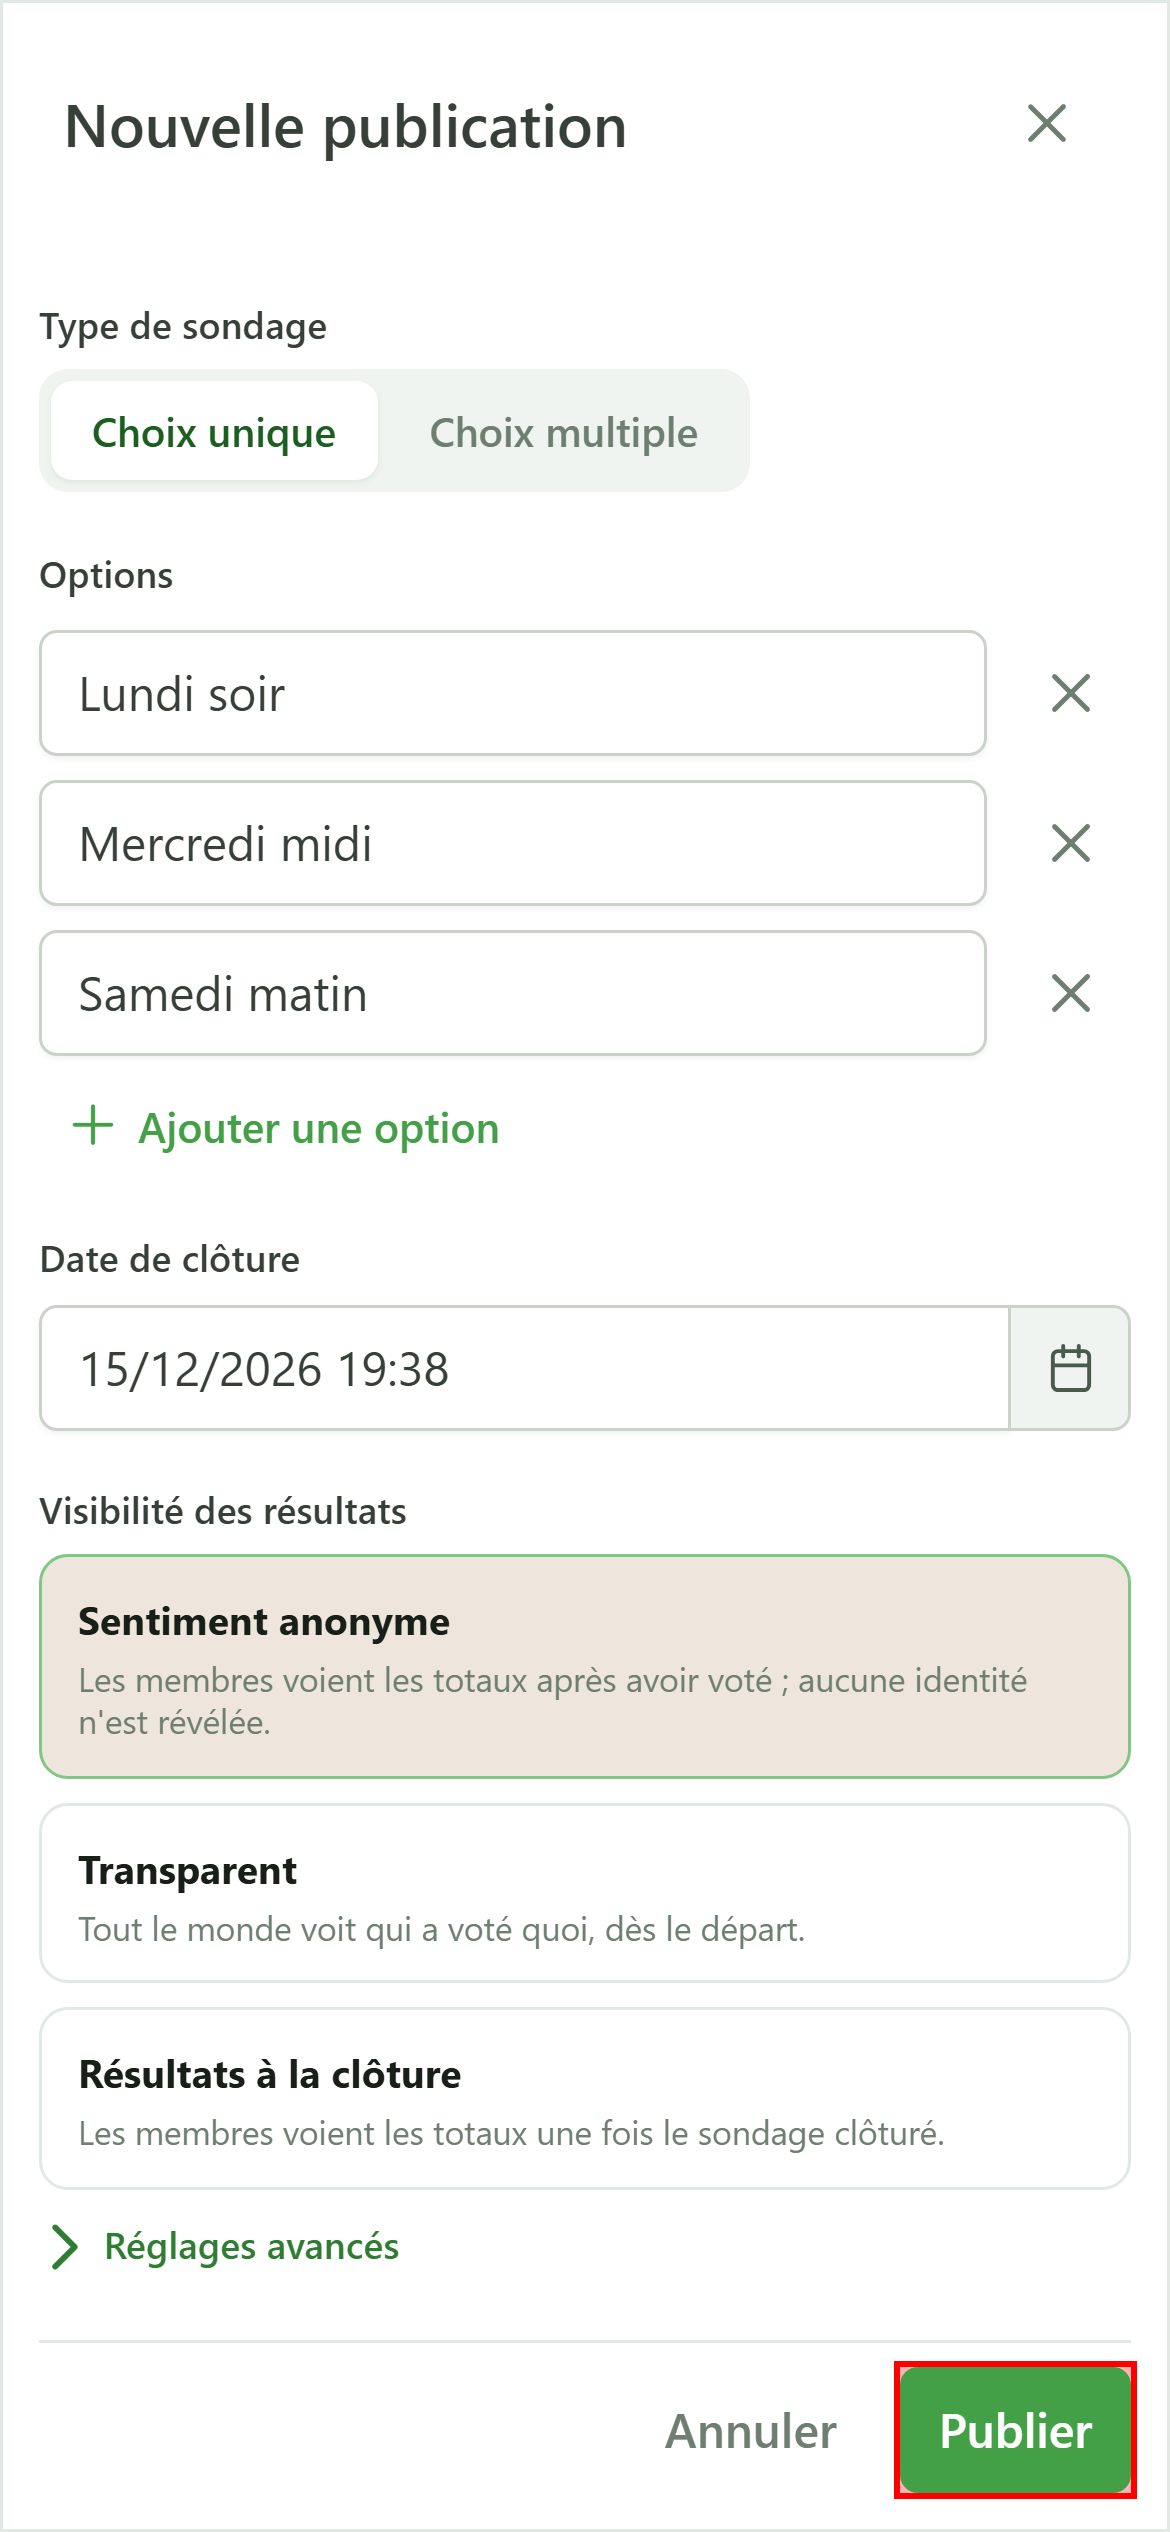 Nouvelle publication
Type de sondage
Choix unique
Choix multiple
Options
Lundi soir
Mercredi midi
Samedi matin
Ajouter une option
Date de clôture
15/12/2026 19:38
Visibilité des résultats
Sentiment anonyme
Les membres voient les totaux après avoir voté ; aucune identité
n'est révélée.
Transparent
Tout le monde voit qui a voté quoi, dès le départ.
Résultats à la clôture
Les membres voient les totaux une fois le sondage clôturé.
Réglages avancés
Annuler
Publier